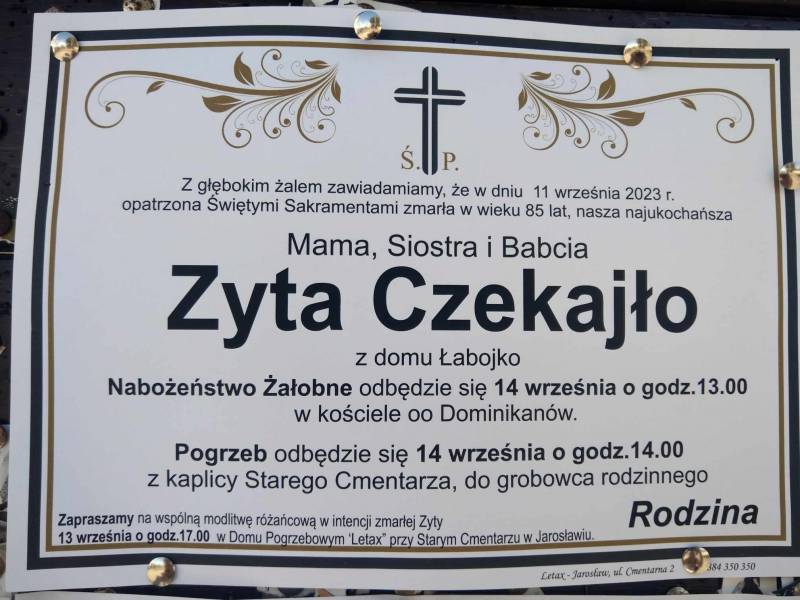 Ś. P.
Z głębokim żalem zawiadamiamy, że w dniu 11 września 2023 r.
opatrzona Świętymi Sakramentami zmarła w wieku 85 lat, nasza najukochańsza
Mama, Siostra i Babcia
Zyta Czekajło
z domu Łabojko
Nabożeństwo Żałobne odbędzie się 14 września o godz.13.00
w kościele oo Dominikanów.
Pogrzeb odbędzie się 14 września o godz.14.00
z kaplicy Starego Cmentarza, do grobowca rodzinnego
Rodzina
Zapraszamy na wspólną modlitwę różańcową w intencji zmarłej Zyty
13 września o godz.17.00 w Domu Pogrzebowym 'Letax" przy Starym Cmentarzu w Jarosławiu.
Letax - Jarosław, ul. Cmentarna 2 384 350 350